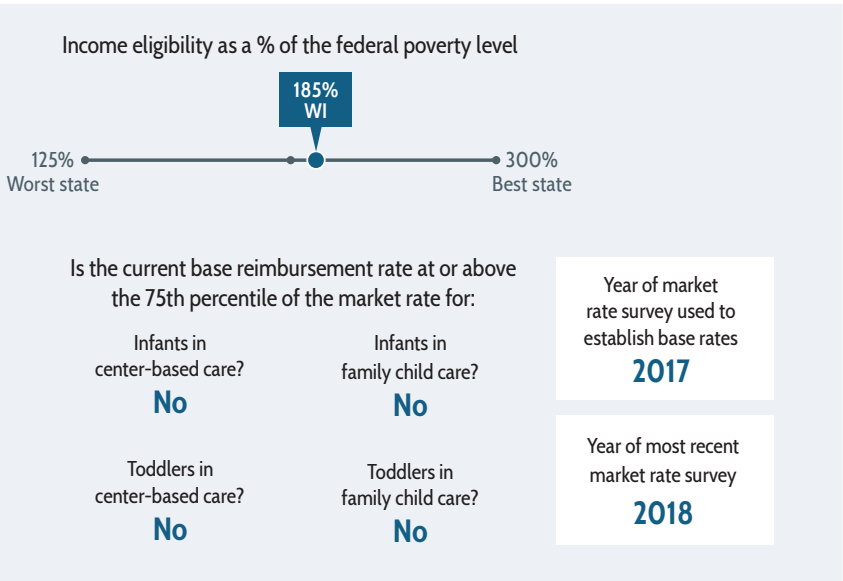 Income eligibility as a % of the federal poverty level
185%
WI
125%
Worst state
300%
Best state
Is the current base reimbursement rate at or above
the 75th percentile of the market rate for:
Infants in
center-based care?
No
Infants in
family child care?
No
Toddlers in
center-based care?
No
Toddlers in
family child care?
No
Year of market
rate survey used to
establish base rates
2017
Year of most recent
market rate survey
2018